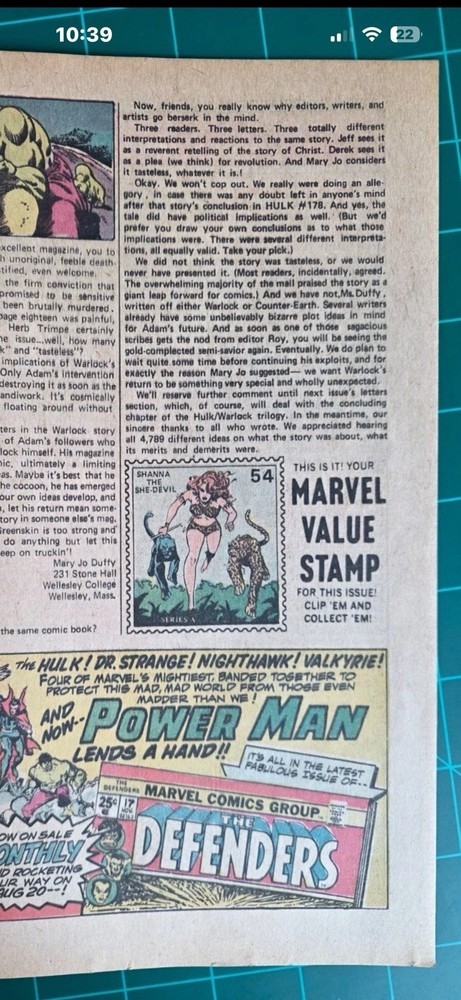 10:39
22
Now, friends, you really know why editors, writers, and
artists go berserk in the mind.
Three readers. Three letters. Three totally different
interpretations and reactions to the same story. Jeff sees it
as a reverent retelling of the story of Christ. Derek sees it
as a plea (we think) for revolution. And Mary Jo considers
it tasteless, whatever it is.!
Okay. We won't cop out. We really were doing an alle-
gory, in case there was any doubt left in anyone's mind
after that story's conclusion in HULK # 178. And yes, the
tale did have political implications as well. (But we'd
prefer you draw your own conclusions as to what those
implications were. There were several different interpreta-
tions, all equally valid. Take your pick.)
We did not think the story was tasteless, or we would
never have presented it. (Most readers, incidentally, agreed.
The overwhelming majority of the mail praised the story as a
giant leap forward for comics.) And we have not, Ms. Duffy,
written off either Warlock or Counter-Earth. Several writers
already have some unbelievably bizarre plot ideas in mind
for Adam's future. And as soon as one of those sagacious
scribes gets the nod from editor Roy, you will be seeing the
gold-complected semi-savior again. Eventually. We do plan to
wait quite some time before continuing his exploits, and for
exactly the reason Mary Jo suggested— we want Warlock's
return to be something very special and wholly unexpected.
We'll reserve further comment until next issue's letters
section, which, of course, will deal with the concluding
chapter of the Hulk/Warlock trilogy. In the meantime, our
sincere thanks to all who wrote. We appreciated hearing
all 4,789 different ideas on what the story was about, what
its merits and demerits were.
excellent magazine, you to
h unoriginal, feeble death-
tified, even welcome.
the firm conviction that
promised to be sensitive
been brutally murdered.
page eighteen was painful,
Herb Trimpe certainly
he issue...well, how many
k" and "tasteless"?
implications of Warlock's
Only Adam's intervention
destroying it as soon as the
andiwork. It's cosmically
floating around without
ters in the Warlock story
of Adam's followers who
lock himself. His magazine
nic, ultimately a limiting
as. Maybe it's best that he
he cocoon, he has emerged
our own ideas develop, and
, let his return mean some-
tory in someone else's mag.
Greenskin is too strong and
do anything but let this
eep on truckin'!
Mary Jo Duffy
231 Stone Hall
Wellesley College
Wellesley, Mass.
the same comic book?
SHANNA
THE
SHE-DEVIL
54
SERIES A
THIS IS IT! YOUR
MARVEL
VALUE
STAMP
FOR THIS ISSUE!
CLIP 'EM AND
COLLECT 'EM!
THE HULK! DR. STRANGE! NIGHTHAWK! VALKYRIE!
FOUR OF MARVEL'S MIGHTIEST, BANDED TOGETHER TO
PROTECT THIS MAD, MAD WORLD FROM THOSE EVEN
MADDER THAN WE!
AND
NOW--
POWER MAN
LENDS A HAND!!
IT'S ALL IN THE LATEST
FABULOUS ISSUE OF...
THE
DEFENDERS
MARVEL COMICS GROUP
25¢
17
NOV
THE
DEFENDERS
OW ON SALE
ONTHLY
D ROCKETING
UR WAY ON
AUG 20--!